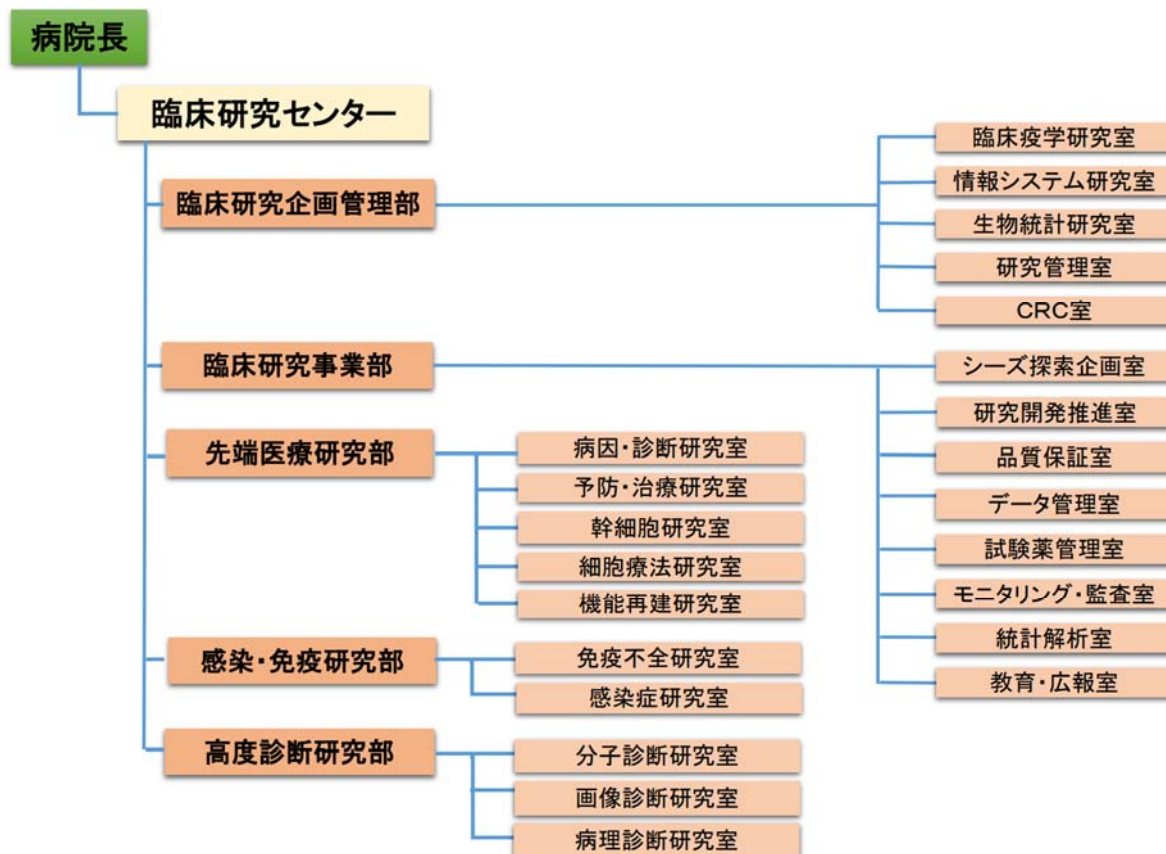 病院長
臨床研究センター
臨床研究企画管理部
臨床疫学研究室
情報システム研究室
生物統計研究室
研究管理室
CRC室
臨床研究事業部
シーズ探索企画室
研究開発推進室
品質保証室
データ管理室
試験薬管理室
モニタリング・監査室
統計解析室
教育・広報室
先端医療研究部
病因・診断研究室
予防・治療研究室
幹細胞研究室
細胞療法研究室
機能再建研究室
感染・免疫研究部
免疫不全研究室
感染症研究室
高度診断研究部
分子診断研究室
画像診断研究室
病理診断研究室